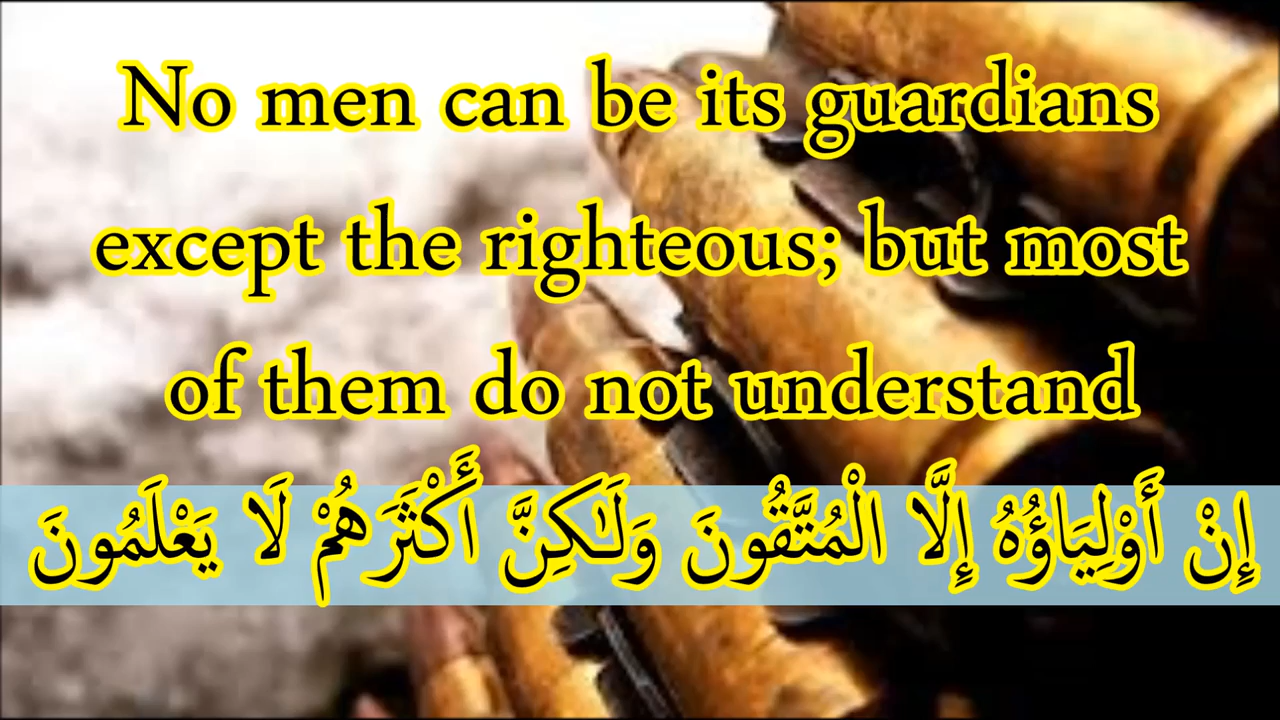 No men can be its guardians
except the righteous; but most
of them do not understand
إِنْ أَوْلِيَاؤُهُ إِلَّا الْمُتَّقُونَ وَلَٰكِنَّ أَكْثَرَهُمْ لَا يَعْلَمُونَ